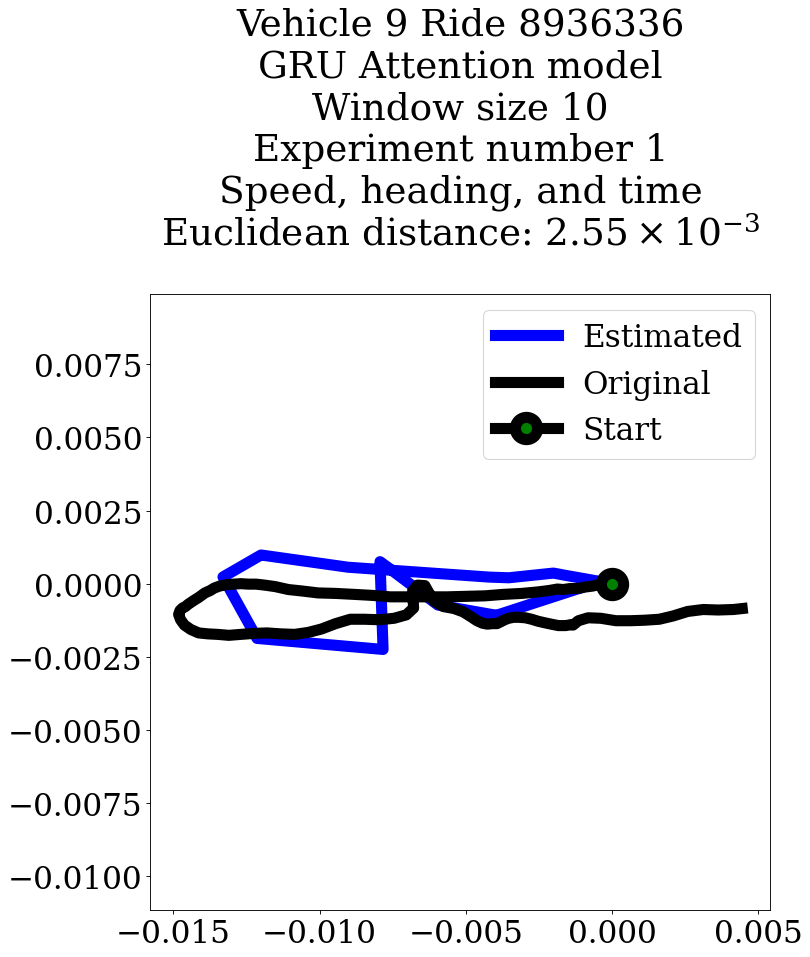 Vehicle 9 Ride 8936336
GRU Attention model
Window size 10
Experiment number 1
Speed, heading, and time
Euclidean distance: 2.55 × 10⁻³
Estimated
Original
Start
0.0075
0.0050
0.0025
0.0000
−0.0025
−0.0050
−0.0075
−0.0100
−0.015 −0.010 −0.005 0.000 0.005